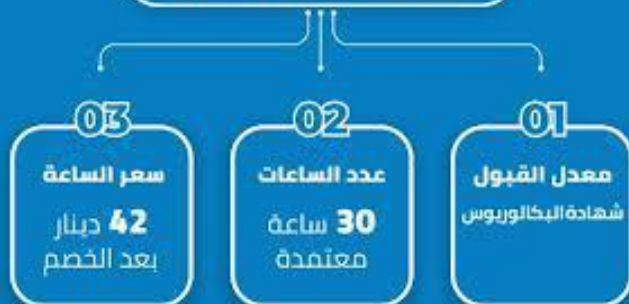 01
معدل القبول
شهادة البكالوريوس
02
عدد الساعات
30 ساعة
معتمدة
03
سعر الساعة
42 دينار
بعد الخصم